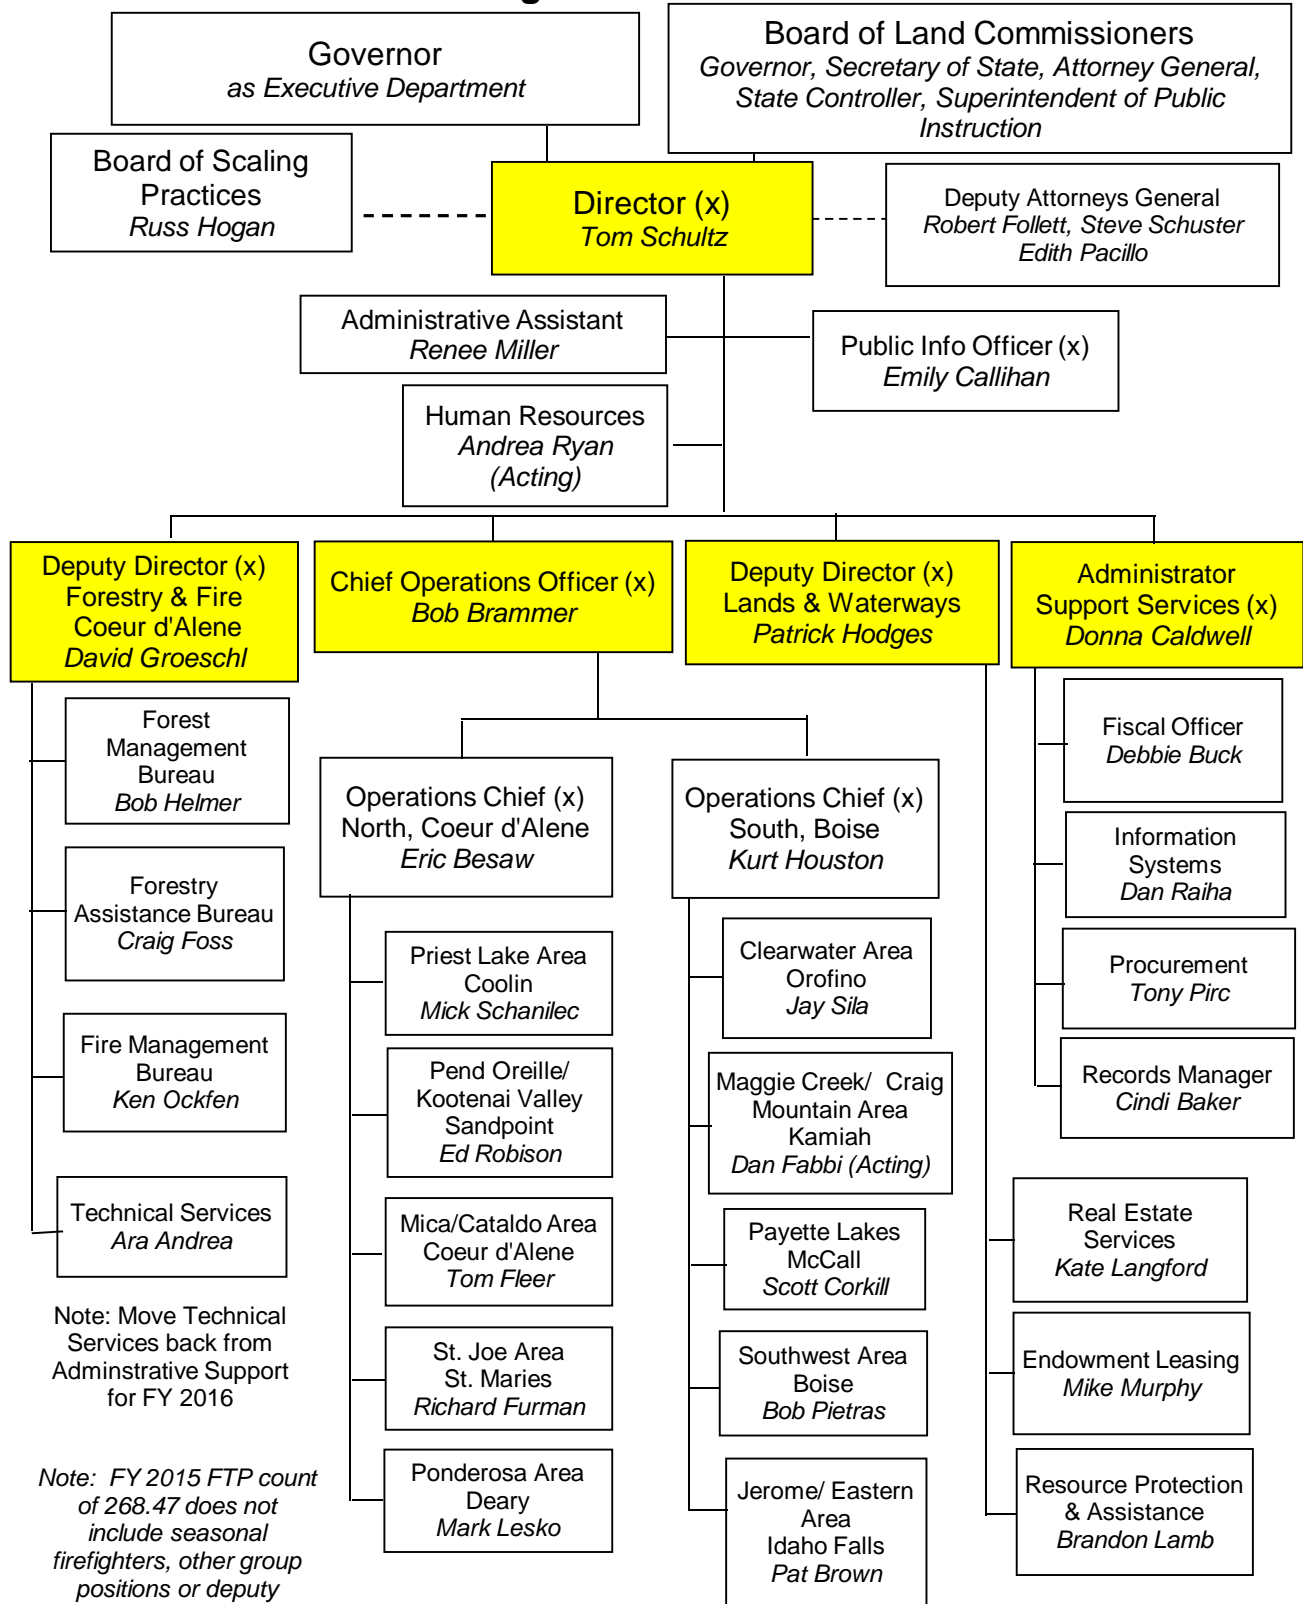 Governor
as Executive Department
Board of Land Commissioners
Governor, Secretary of State, Attorney General,
State Controller, Superintendent of Public
Instruction
Board of Scaling
Practices
Russ Hogan
Director (x)
Tom Schultz
Deputy Attorneys General
Robert Follett, Steve Schuster
Edith Pacillo
Administrative Assistant
Renee Miller
Public Info Officer (x)
Emily Callihan
Human Resources
Andrea Ryan
(Acting)
Deputy Director (x)
Forestry & Fire
Coeur d'Alene
David Groeschl
Chief Operations Officer (x)
Bob Brammer
Deputy Director (x)
Lands & Waterways
Patrick Hodges
Administrator
Support Services (x)
Donna Caldwell
Forest
Management
Bureau
Bob Helmer
Forestry
Assistance Bureau
Craig Foss
Fire Management
Bureau
Ken Ockfen
Technical Services
Ara Andrea
Note: Move Technical
Services back from
Adminstrative Support
for FY 2016
Note: FY 2015 FTP count
of 268.47 does not
include seasonal
firefighters, other group
positions or deputy
Operations Chief (x)
North, Coeur d'Alene
Eric Besaw
Priest Lake Area
Coolin
Mick Schanilec
Pend Oreille/
Kootenai Valley
Sandpoint
Ed Robison
Mica/Cataldo Area
Coeur d'Alene
Tom Fleer
St. Joe Area
St. Maries
Richard Furman
Ponderosa Area
Deary
Mark Lesko
Operations Chief (x)
South, Boise
Kurt Houston
Clearwater Area
Orofino
Jay Sila
Maggie Creek/ Craig
Mountain Area
Kamiah
Dan Fabbi (Acting)
Payette Lakes
McCall
Scott Corkill
Southwest Area
Boise
Bob Pietras
Jerome/ Eastern
Area
Idaho Falls
Pat Brown
Fiscal Officer
Debbie Buck
Information
Systems
Dan Raiha
Procurement
Tony Pirc
Records Manager
Cindi Baker
Real Estate
Services
Kate Langford
Endowment Leasing
Mike Murphy
Resource Protection
& Assistance
Brandon Lamb